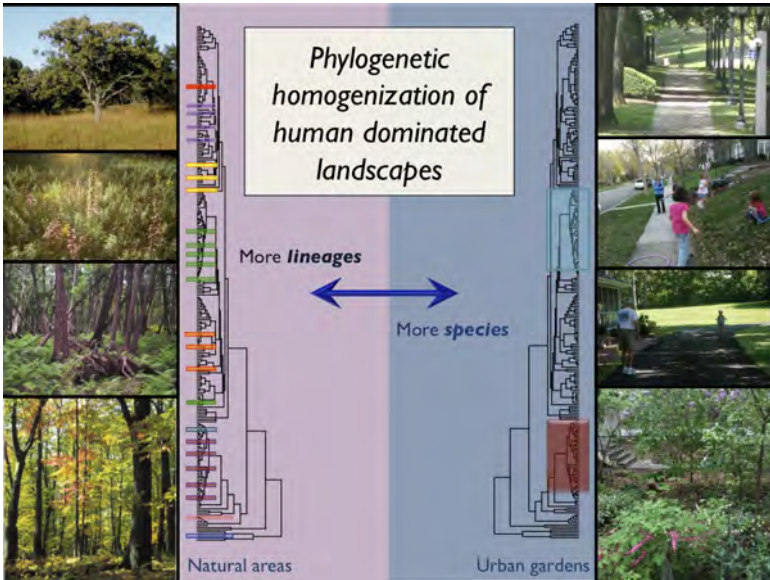 Phylogenetic
homogenization of
human dominated
landscapes
More lineages
More species
Natural areas
Urban gardens